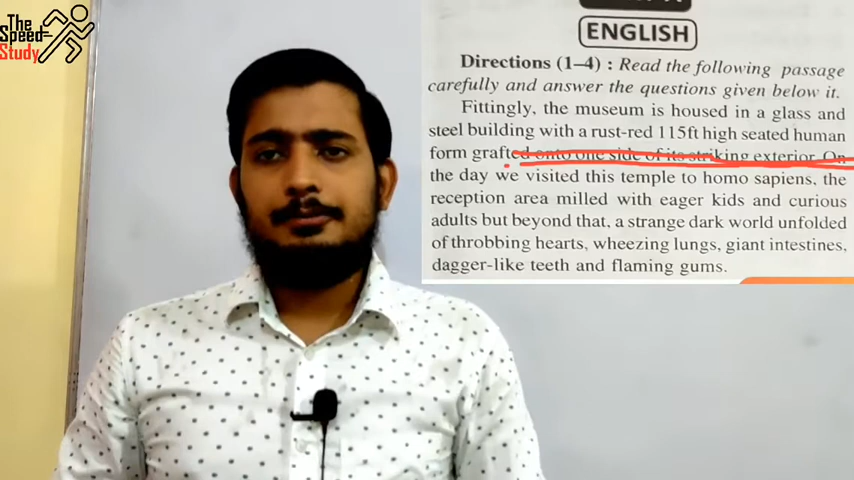 The
Speed
Study
ENGLISH
Directions (1–4) : Read the following passage
carefully and answer the questions given below it.
Fittingly, the museum is housed in a glass and
steel building with a rust-red 115ft high seated human
form grafted onto one side of its striking exterior. On
the day we visited this temple to homo sapiens, the
reception area milled with eager kids and curious
adults but beyond that, a strange dark world unfolded
of throbbing hearts, wheezing lungs, giant intestines,
dagger-like teeth and flaming gums.